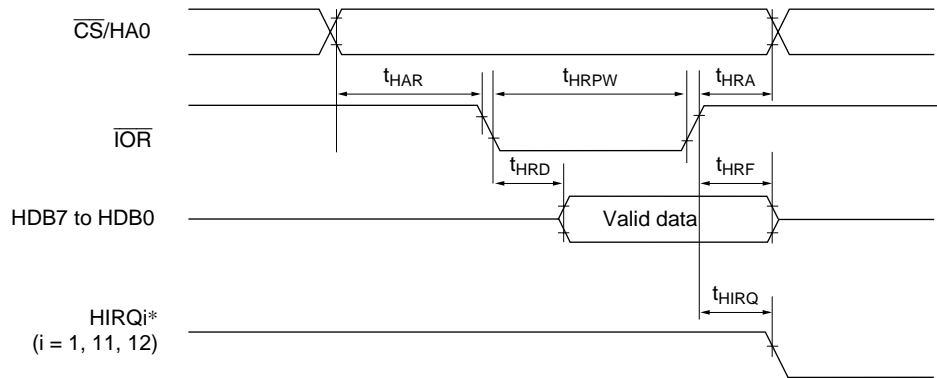 CS/HA0
tHAR
tHRPW
tHRA
IOR
tHRD
tHRF
HDB7 to HDB0
Valid data
tHIRQ
HIRQi*
(i = 1, 11, 12)